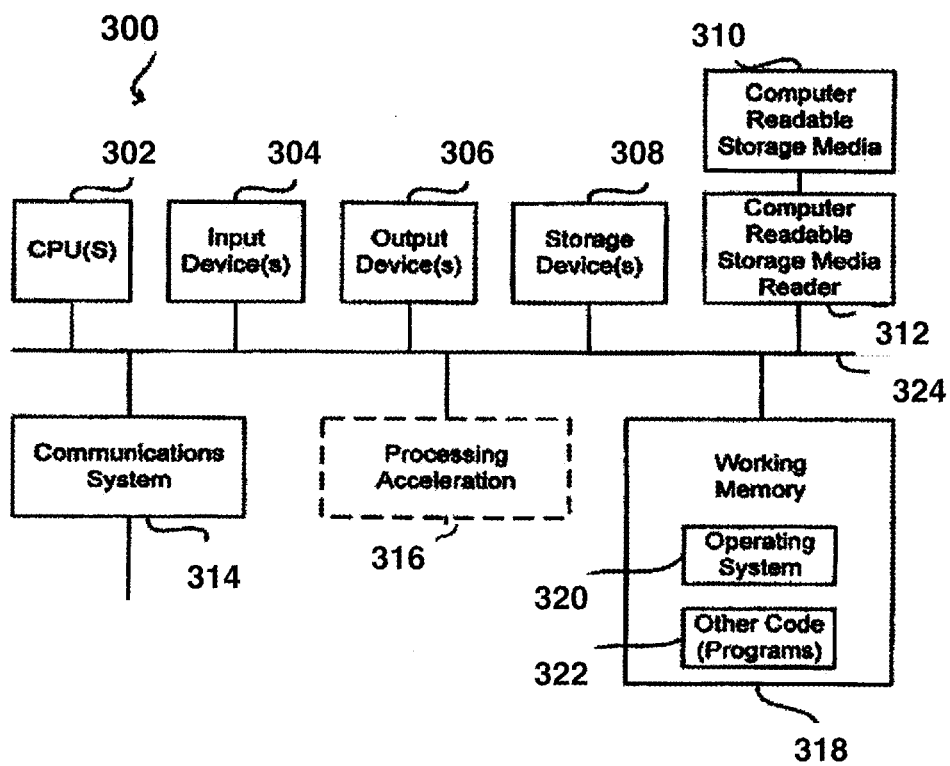 300
310
Computer
Readable
Storage Media
302
304
306
308
CPU(S)
Input
Device(s)
Output
Device(s)
Storage
Device(s)
Computer
Readable
Storage Media
Reader
312
324
Communications
System
314
Processing
Acceleration
316
Working
Memory
Operating
System
320
Other Code
(Programs)
322
318